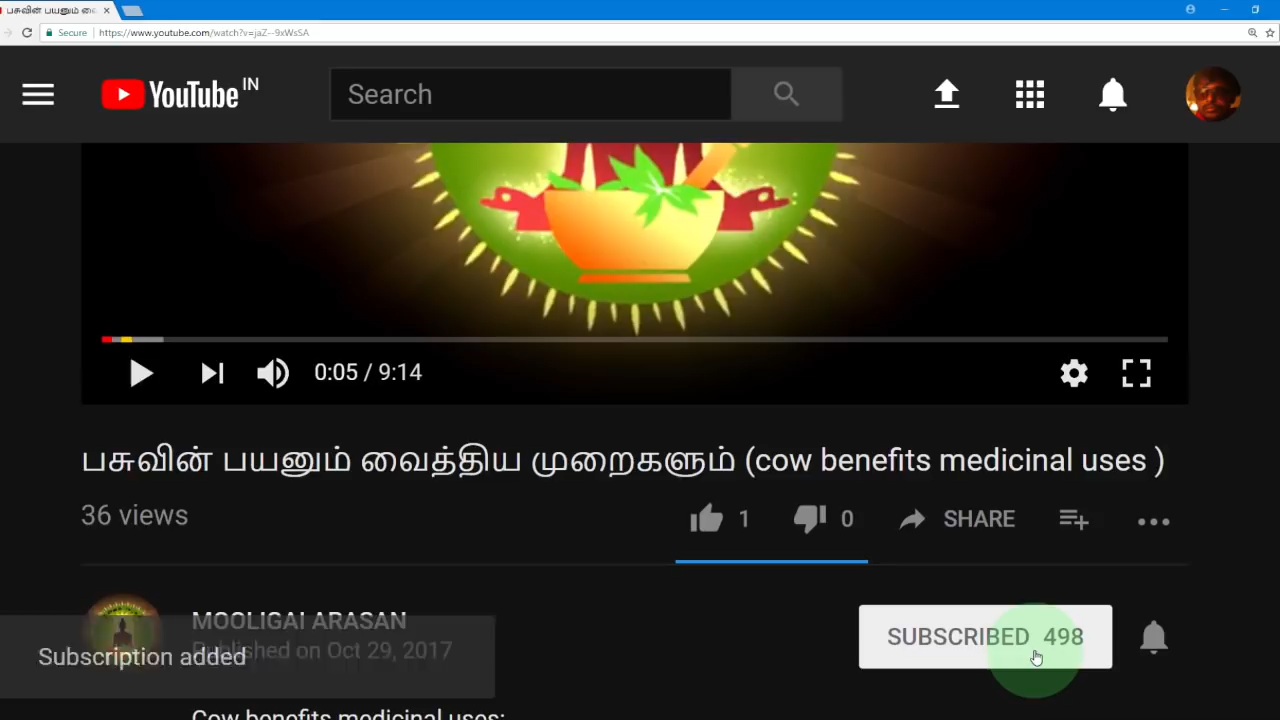 பசுவின் பயனும் வை
Secure https://www.youtube.com/watch?v=jaZ--9xWsSA
YouTube IN
Search
0:05 / 9:14
பசுவின் பயனும் வைத்திய முறைகளும் (cow benefits medicinal uses )
36 views
1 0 SHARE
MOOLIGAI ARASAN
Published on Oct 29, 2017
SUBSCRIBED 498
Subscription added
Cow benefits medicinal uses: